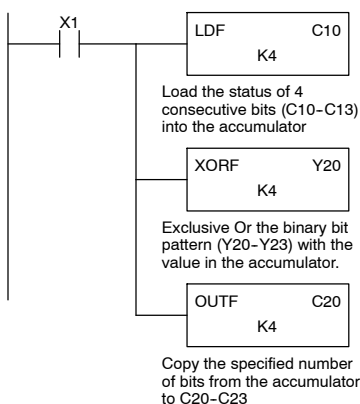 X1
LDF C10
K4
Load the status of 4
consecutive bits (C10-C13)
into the accumulator
XORF Y20
K4
Exclusive Or the binary bit
pattern (Y20-Y23) with the
value in the accumulator.
OUTF C20
K4
Copy the specified number
of bits from the accumulator
to C20-C23